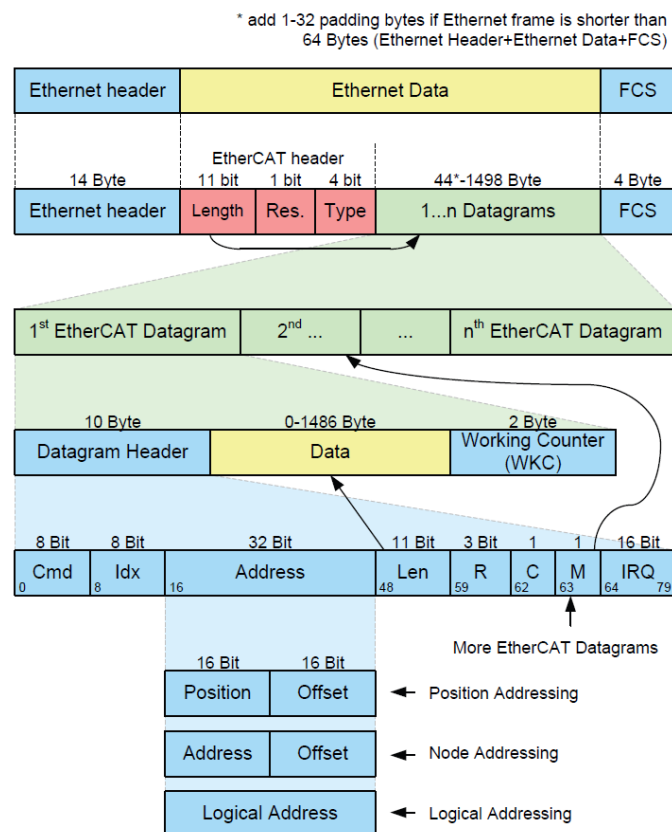 * add 1-32 padding bytes if Ethernet frame is shorter than
64 Bytes (Ethernet Header+Ethernet Data+FCS)
Ethernet header Ethernet Data FCS
EtherCAT header
14 Byte 11 bit 1 bit 4 bit 44*-1498 Byte 4 Byte
Ethernet header Length Res. Type 1...n Datagrams FCS
1st EtherCAT Datagram 2nd ... ... nth EtherCAT Datagram
10 Byte 0-1486 Byte 2 Byte
Datagram Header Data Working Counter
(WKC)
8 Bit 8 Bit 32 Bit 11 Bit 3 Bit 1 1 16 Bit
Cmd Idx Address Len R C M IRQ
0 8 16 48 59 62 63 64 79
More EtherCAT Datagrams
16 Bit 16 Bit
Position Offset Position Addressing
Address Offset Node Addressing
Logical Address Logical Addressing